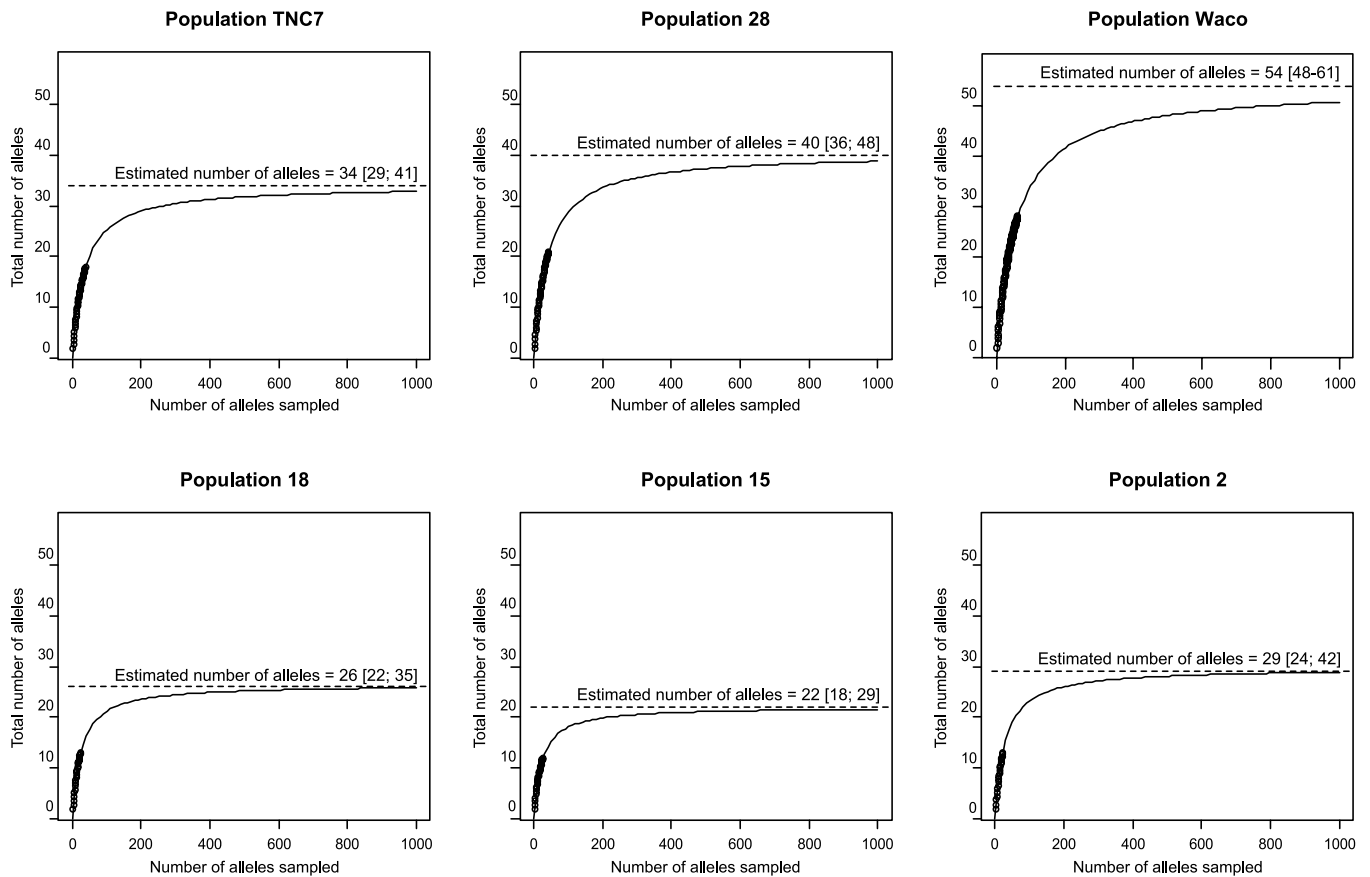 Population TNC7
Population 28
Population Waco
Total number of alleles
50
40
30
20
10
0
Estimated number of alleles = 34 [29; 41]
0 200 400 600 800 1000
Number of alleles sampled
Total number of alleles
50
40
30
20
10
0
Estimated number of alleles = 40 [36; 48]
0 200 400 600 800 1000
Number of alleles sampled
Total number of alleles
50
40
30
20
10
0
Estimated number of alleles = 54 [48-61]
0 200 400 600 800 1000
Number of alleles sampled
Population 18
Population 15
Population 2
Total number of alleles
50
40
30
20
10
0
Estimated number of alleles = 26 [22; 35]
0 200 400 600 800 1000
Number of alleles sampled
Total number of alleles
50
40
30
20
10
0
Estimated number of alleles = 22 [18; 29]
0 200 400 600 800 1000
Number of alleles sampled
Total number of alleles
50
40
30
20
10
0
Estimated number of alleles = 29 [24; 42]
0 200 400 600 800 1000
Number of alleles sampled